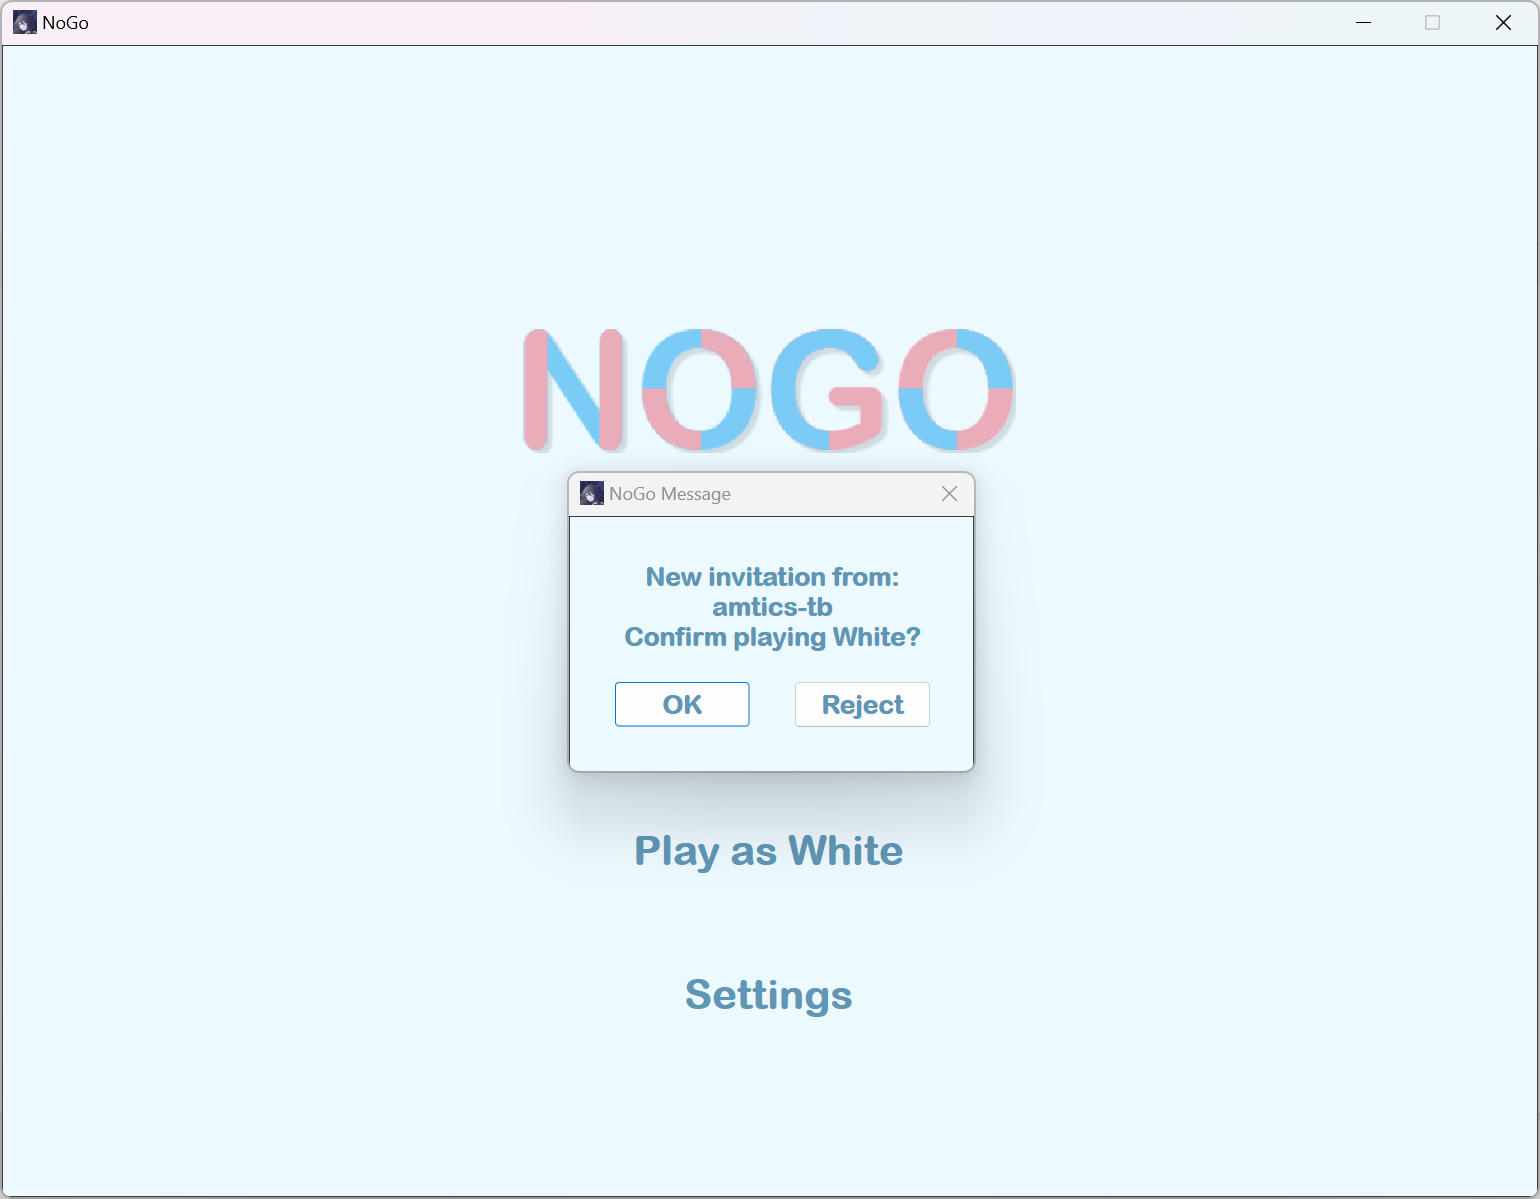 NoGo
NOGO
NoGo Message
New invitation from:
amtics-tb
Confirm playing White?
OK
Reject
Play as White
Settings